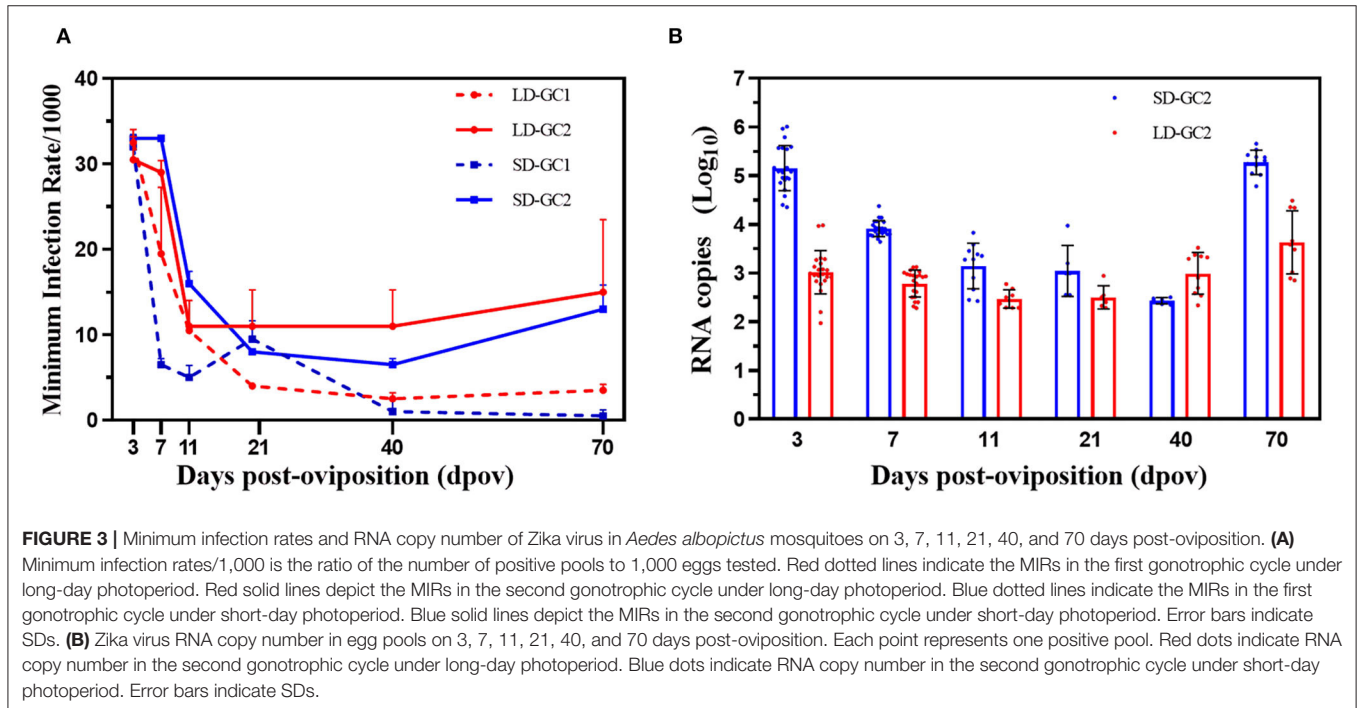 A
Minimum Infection Rate/1000
40
30
20
10
0
LD-GC1
LD-GC2
SD-GC1
SD-GC2
3 7 11 21 40 70
Days post-oviposition (dpov)
B
RNA copies (Log10)
7
6
5
4
3
2
1
0
SD-GC2
LD-GC2
3 7 11 21 40 70
Days post-oviposition (dpov)
FIGURE 3 | Minimum infection rates and RNA copy number of Zika virus in Aedes albopictus mosquitoes on 3, 7, 11, 21, 40, and 70 days post-oviposition. (A)
Minimum infection rates/1,000 is the ratio of the number of positive pools to 1,000 eggs tested. Red dotted lines indicate the MIRs in the first gonotrophic cycle under
long-day photoperiod. Red solid lines depict the MIRs in the second gonotrophic cycle under long-day photoperiod. Blue dotted lines indicate the MIRs in the first
gonotrophic cycle under short-day photoperiod. Blue solid lines depict the MIRs in the second gonotrophic cycle under short-day photoperiod. Error bars indicate
SDs. (B) Zika virus RNA copy number in egg pools on 3, 7, 11, 21, 40, and 70 days post-oviposition. Each point represents one positive pool. Red dots indicate RNA
copy number in the second gonotrophic cycle under long-day photoperiod. Blue dots indicate RNA copy number in the second gonotrophic cycle under short-day
photoperiod. Error bars indicate SDs.